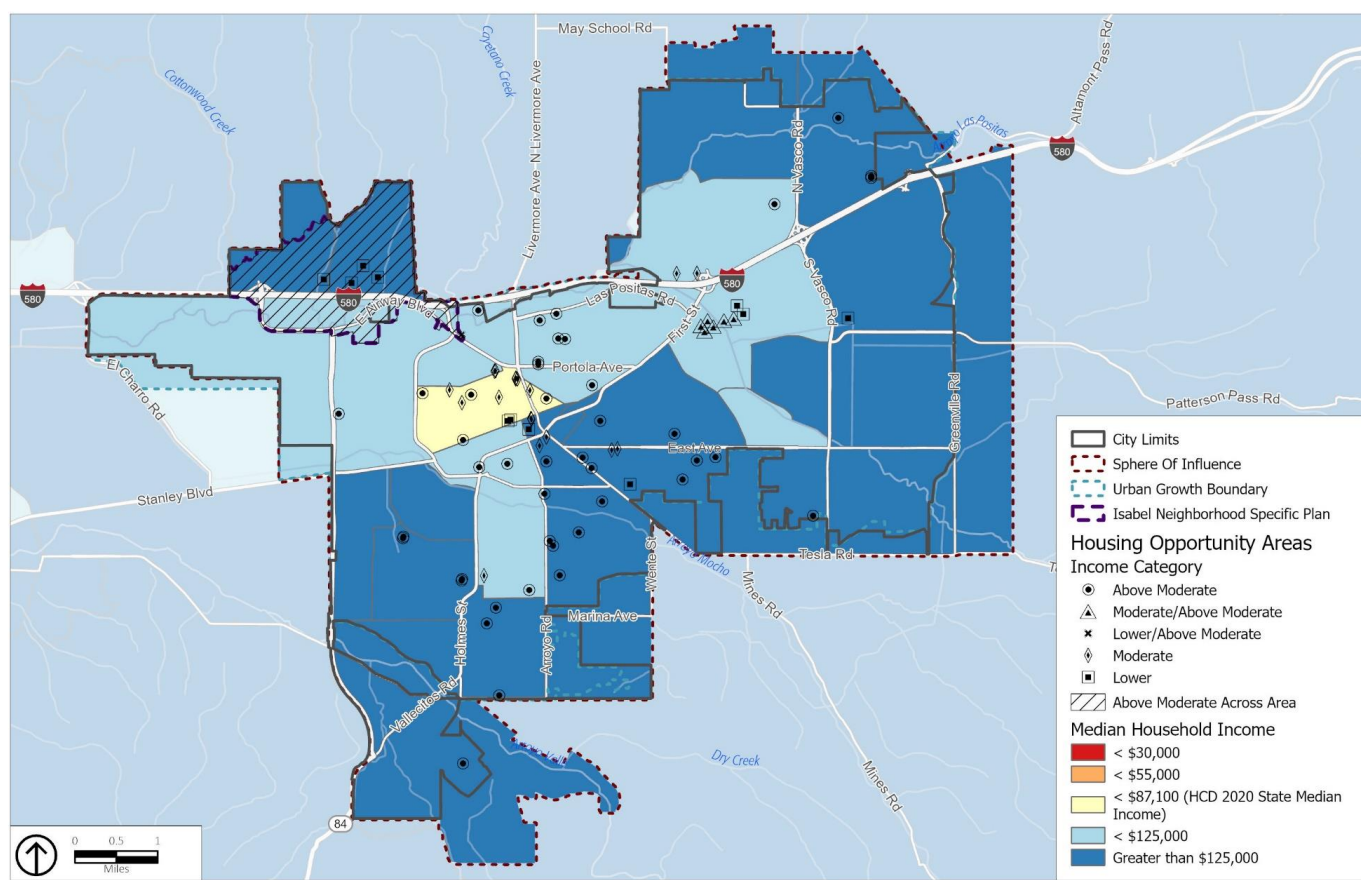 May School Rd
Altamont Pass Rd
Cayetano Creek
Cottonwood Creek
Livermore Ave
N Livermore Ave
N Vasco Rd
Las Positas
580
580
580
580
E Airway Blvd
Las Positas Rd
First St
S Vasco Rd
El Charro Rd
Portola Ave
Greenville Rd
Patterson Pass Rd
East Ave
Stanley Blvd
Tesla Rd
Mocho
Wente St
Mines Rd
Holmes St
Arroyo Rd
Marina Ave
Vallecitos Rd
Dry Creek
Mines Rd
84
0 0.5 1
Miles
City Limits
Sphere Of Influence
Urban Growth Boundary
Isabel Neighborhood Specific Plan
Housing Opportunity Areas
Income Category
Above Moderate
Moderate/Above Moderate
Lower/Above Moderate
Moderate
Lower
Above Moderate Across Area
Median Household Income
< $30,000
< $55,000
< $87,100 (HCD 2020 State Median
Income)
< $125,000
Greater than $125,000